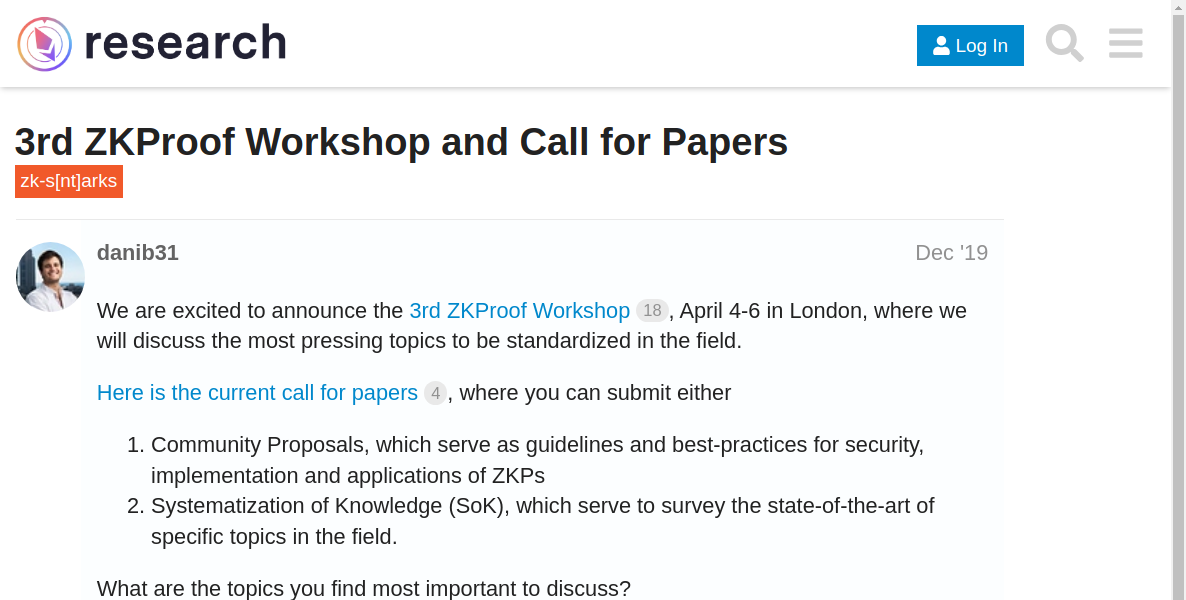 research
Log In
3rd ZKProof Workshop and Call for Papers
zk-s[nt]arks
danib31
Dec '19
We are excited to announce the 3rd ZKProof Workshop 18, April 4-6 in London, where we
will discuss the most pressing topics to be standardized in the field.
Here is the current call for papers 4, where you can submit either
1. Community Proposals, which serve as guidelines and best-practices for security,
implementation and applications of ZKPs
2. Systematization of Knowledge (SoK), which serve to survey the state-of-the-art of
specific topics in the field.
What are the topics you find most important to discuss?